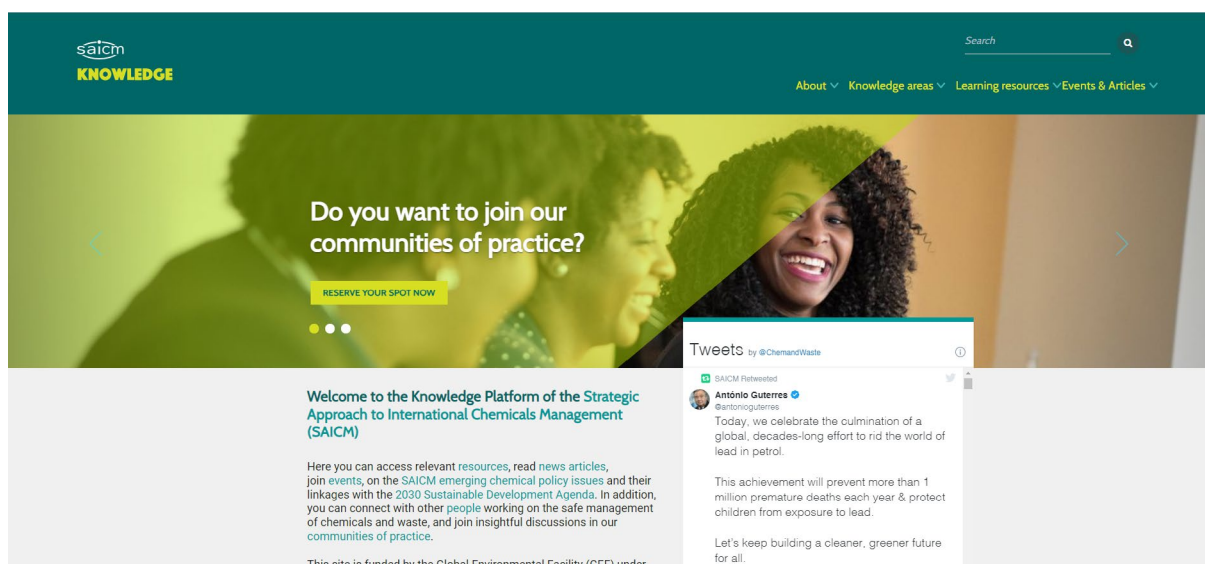 saicm
KNOWLEDGE
Search
About Knowledge areas Learning resources Events & Articles
Do you want to join our
communities of practice?
RESERVE YOUR SPOT NOW
Tweets by @ChemandWaste
SAICM Retweeted
António Guterres
@antonioguterres
Today, we celebrate the culmination of a
global, decades-long effort to rid the world of
lead in petrol.
This achievement will prevent more than 1
million premature deaths each year & protect
children from exposure to lead.
Let's keep building a cleaner, greener future
for all.
Welcome to the Knowledge Platform of the Strategic
Approach to International Chemicals Management
(SAICM)
Here you can access relevant resources, read news articles,
join events, on the SAICM emerging chemical policy issues and their
linkages with the 2030 Sustainable Development Agenda. In addition,
you can connect with other people working on the safe management
of chemicals and waste, and join insightful discussions in our
communities of practice.
This site is funded by the Global Environmental Facility (GEF) under